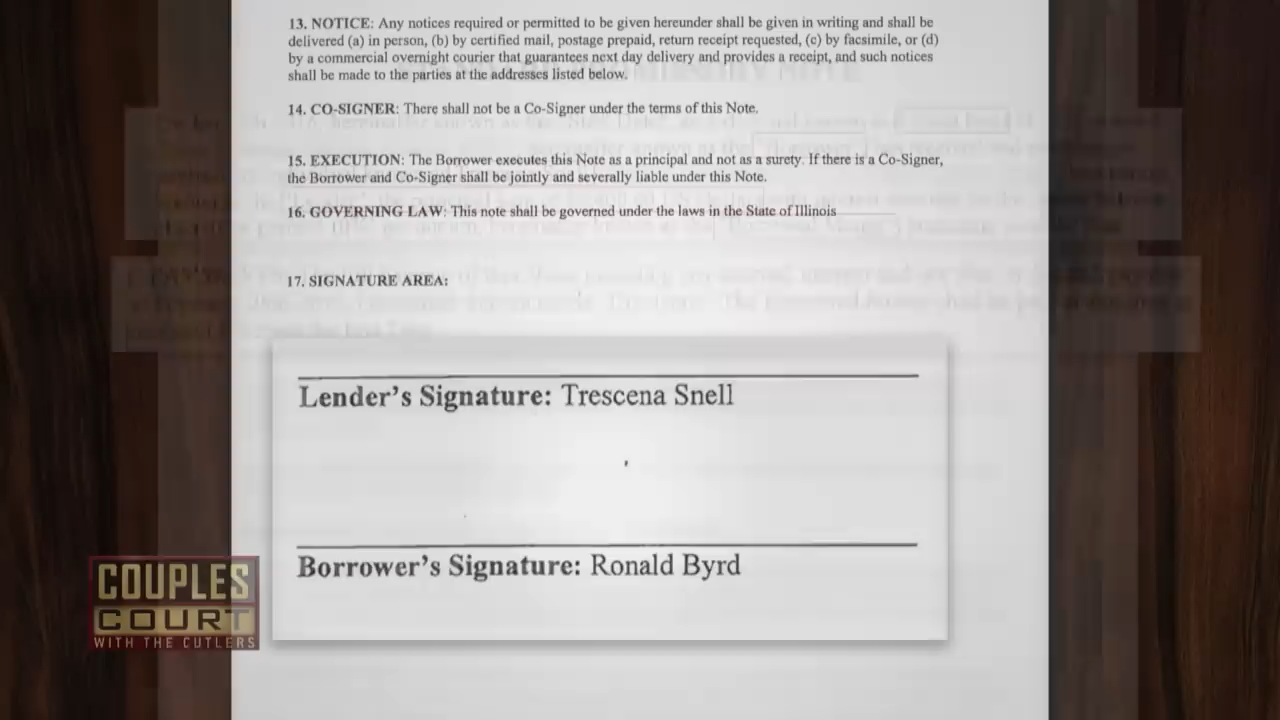 13. NOTICE: Any notices required or permitted to be given hereunder shall be given in writing and shall be
delivered (a) in person, (b) by certified mail, postage prepaid, return receipt requested, (c) by facsimile, or (d)
by a commercial overnight courier that guarantees next day delivery and provides a receipt, and such notices
shall be made to the parties at the addresses listed below.
14. CO-SIGNER: There shall not be a Co-Signer under the terms of this Note.
15. EXECUTION: The Borrower executes this Note as a principal and not as a surety. If there is a Co-Signer,
the Borrower and Co-Signer shall be jointly and severally liable under this Note.
16. GOVERNING LAW: This note shall be governed under the laws in the State of Illinois
17. SIGNATURE AREA:
Lender's Signature: Trescena Snell
Borrower's Signature: Ronald Byrd
COUPLES
COURT
WITH THE CUTLERS